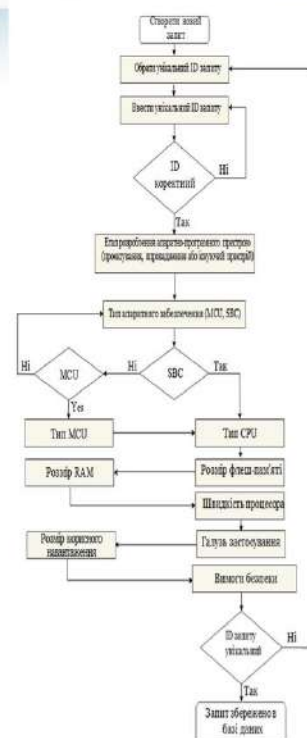 Створити новий
запит
Обрати унікальний ID запиту
Ввести унікальний ID запиту
ID
коректний
Ні
Так
Етап розроблення апаратно-програмного пристрою
(проектування, впровадження або існуючий пристрій)
Тип апаратного забезпечення (MCU, SBC)
Ні
MCU
Ні
SBC
Так
Yes
Тип MCU
Тип CPU
Розмір RAM
Розмір флеш-пам'яті
Швидкість процесора
Розмір корисного
навантаження
Галузь застосування
Вимоги безпеки
ID запиту
унікальний
Ні
Так
Запит збережено в
базі даних